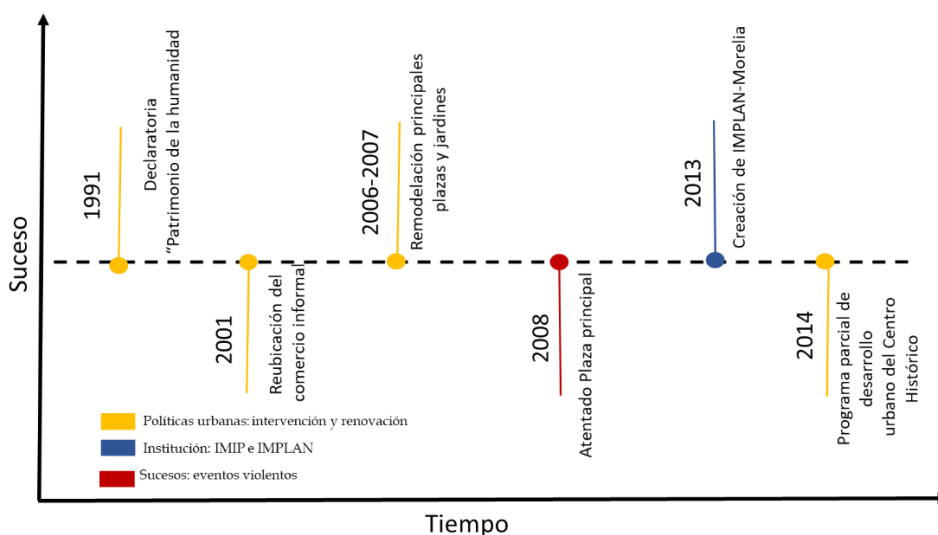 Suceso
1991
Declaratoria
“Patrimonio de la humanidad
2001
Reubicación del
comercio informal
2006-2007
Remodelación principales
plazas y jardines
2008
Atentado Plaza principal
2013
Creación de IMPLAN-Morelia
2014
Programa parcial de
desarrollo
urbano del Centro
Histórico
Políticas urbanas: intervención y renovación
Institución: IMIP e IMPLAN
Sucesos: eventos violentos
Tiempo